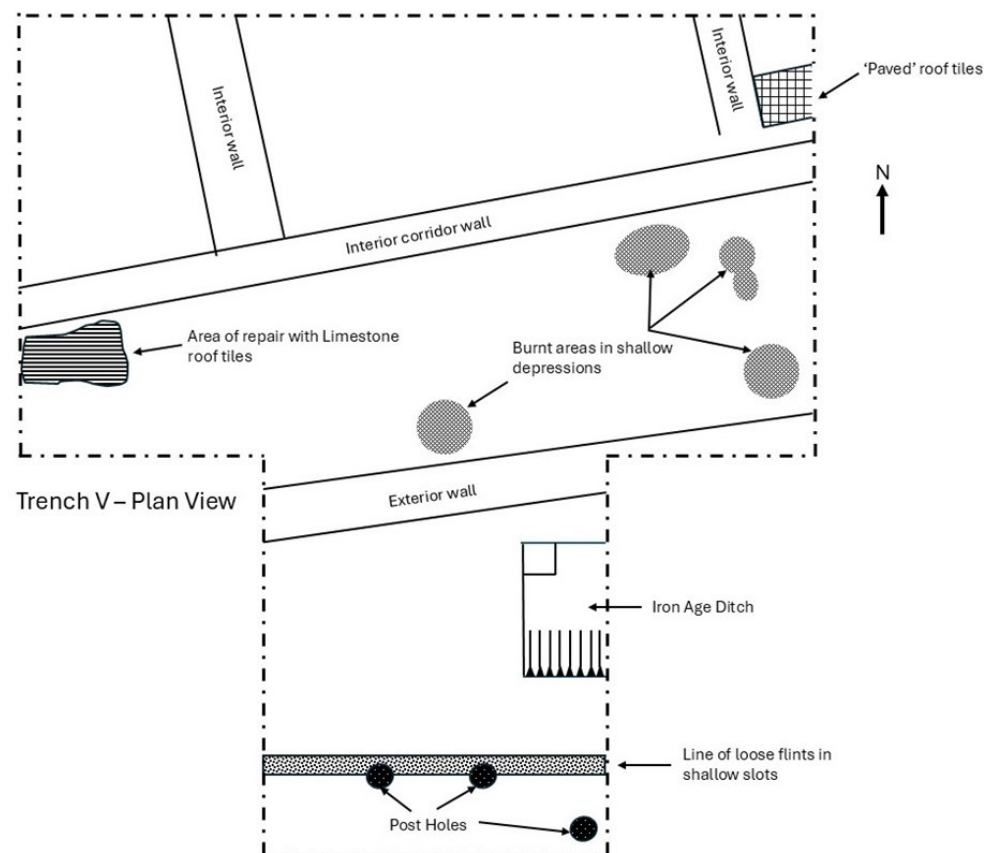 Interior wall
Interior wall
'Paved' roof tiles
N
Interior corridor wall
Area of repair with Limestone
roof tiles
Burnt areas in shallow
depressions
Trench V – Plan View
Exterior wall
Iron Age Ditch
Line of loose flints in
shallow slots
Post Holes